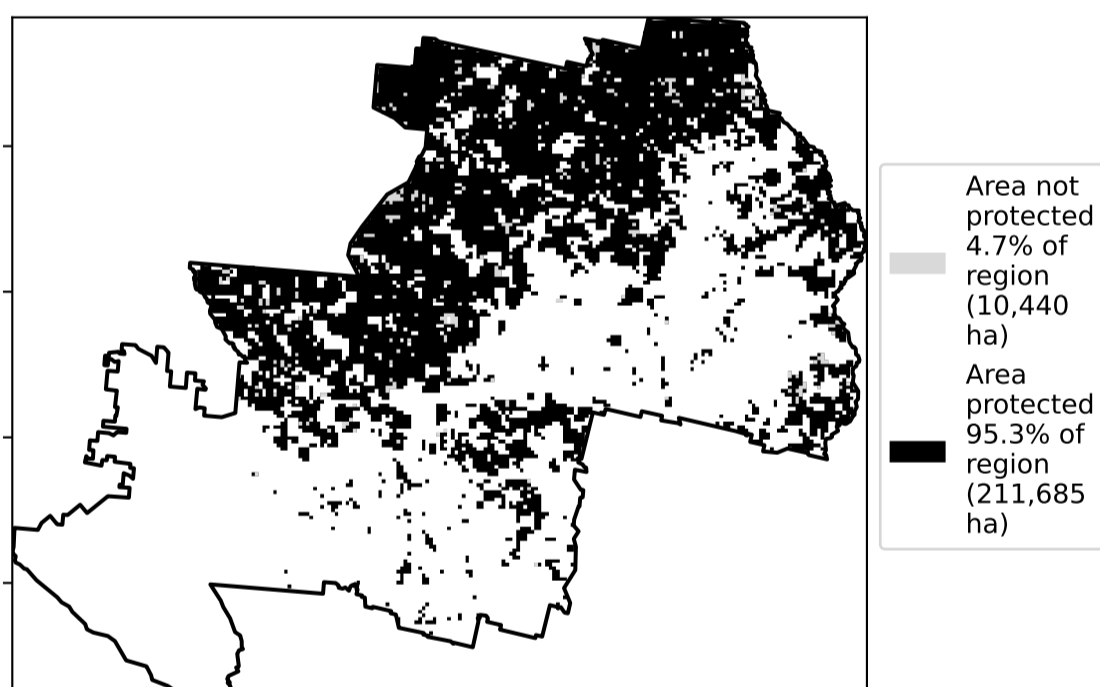 Area not
protected
4.7% of
region
(10,440
ha)
Area
protected
95.3% of
region
(211,685
ha)